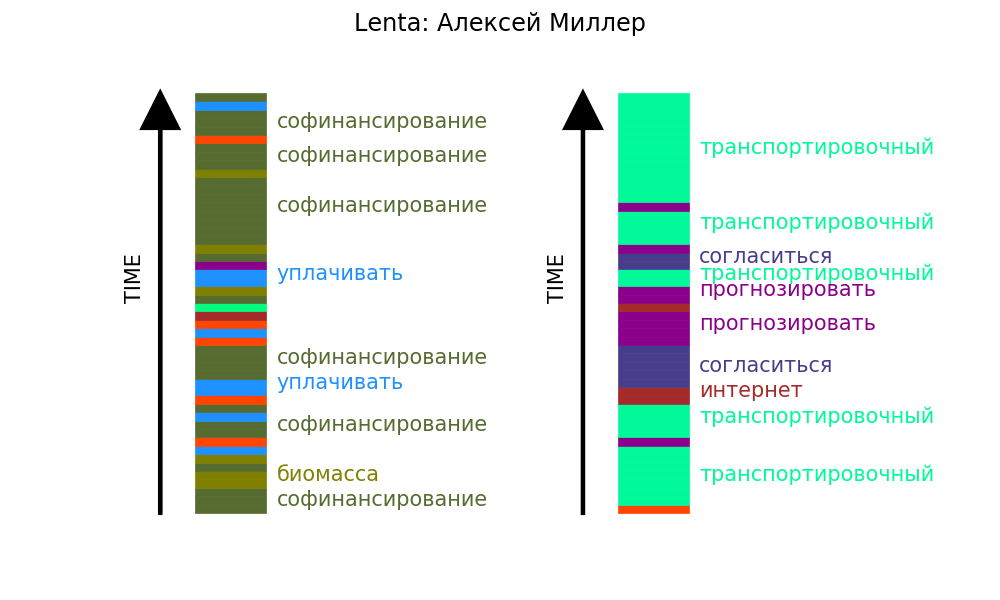 Lenta: Алексей Миллер
TIME
софинансирование
софинансирование
софинансирование
уплачивать
софинансирование
уплачивать
софинансирование
биомасса
софинансирование
TIME
транспортировочный
транспортировочный
согласиться
транспортировочный
прогнозировать
прогнозировать
согласиться
интернет
транспортировочный
транспортировочный